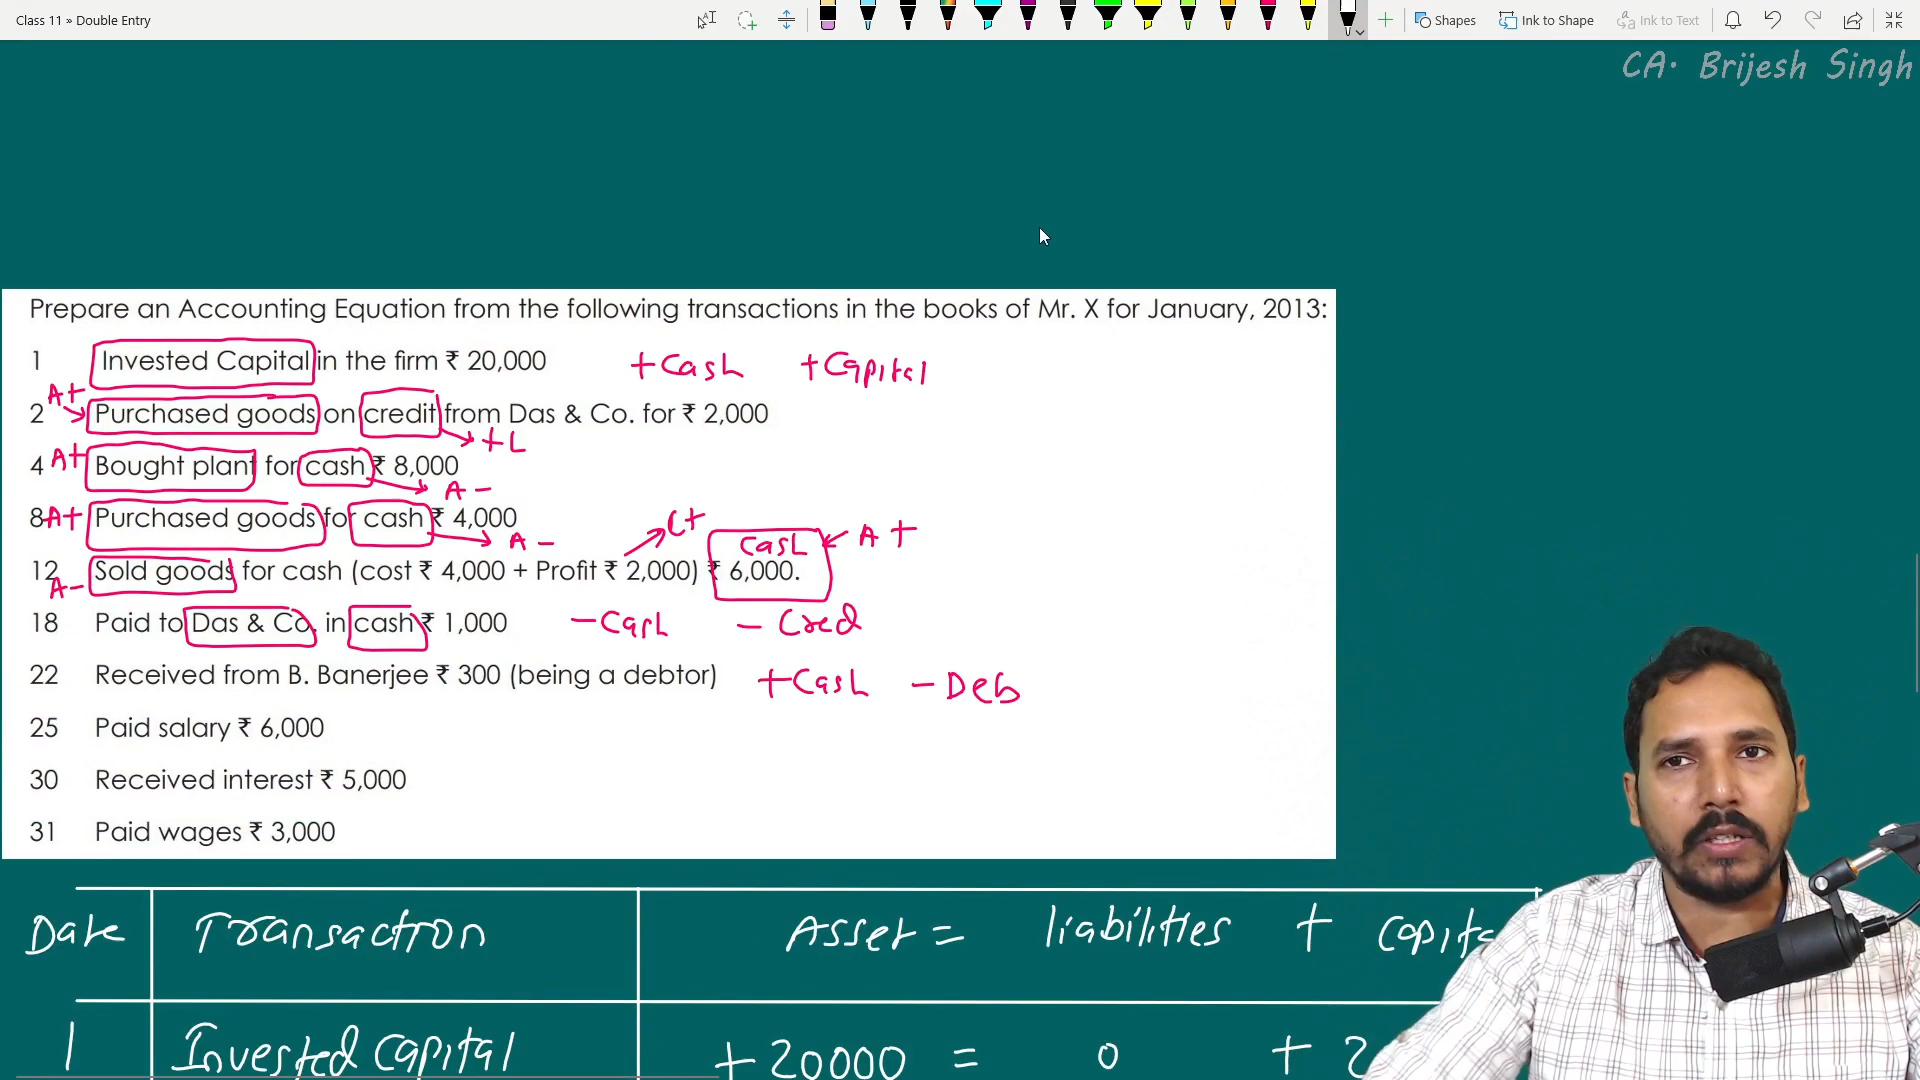 Class 11 » Double Entry
Shapes
Ink to Shape
Ink to Text
CA. Brijesh Singh
Prepare an Accounting Equation from the following transactions in the books of Mr. X for January, 2013:
1 Invested Capital in the firm ₹ 20,000 +Cash +Capital
A+
2 Purchased goods on credit from Das & Co. for ₹ 2,000
+L
4 A+ Bought plant for cash ₹ 8,000
A -
8 A+ Purchased goods for cash ₹ 4,000
A - C+ Cash A +
12 Sold goods for cash (cost ₹ 4,000 + Profit ₹ 2,000) ₹ 6,000.
A-
18 Paid to Das & Co. in cash ₹ 1,000 - Cash - Cred
22 Received from B. Banerjee ₹ 300 (being a debtor) +Cash - Deb
25 Paid salary ₹ 6,000
30 Received interest ₹ 5,000
31 Paid wages ₹ 3,000
Date Transaction Asset = liabilities +
1 Invested capital +20000 = 0 + 2